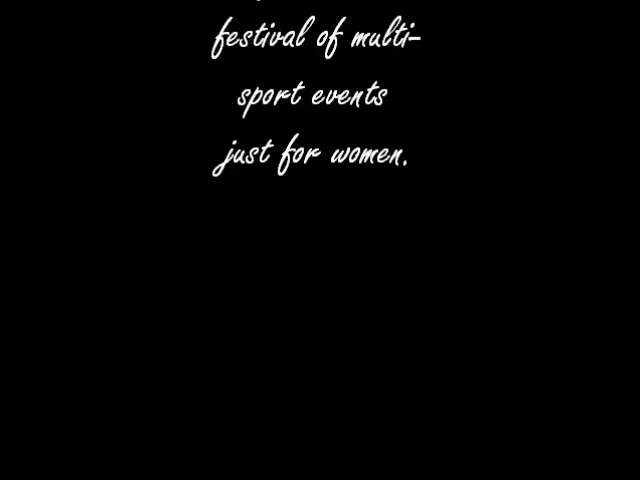 festival of multi-
sport events
just for women.